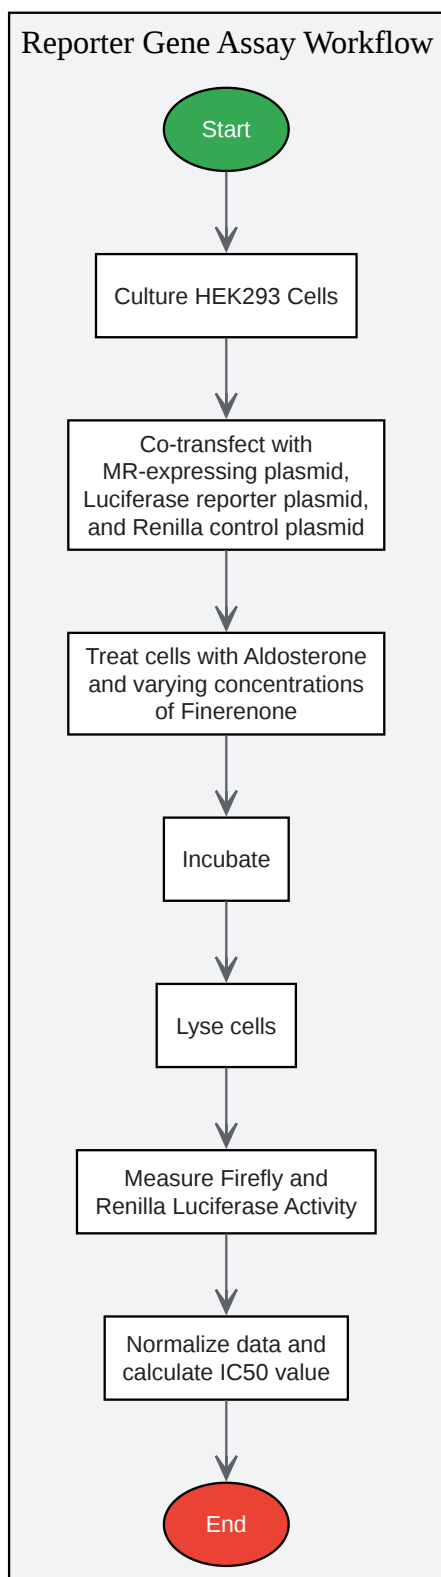 Reporter Gene Assay Workflow
Start
Culture HEK293 Cells
Co-transfect with
MR-expressing plasmid,
Luciferase reporter plasmid,
and Renilla control plasmid
Treat cells with Aldosterone
and varying concentrations
of Finerenone
Incubate
Lyse cells
Measure Firefly and
Renilla Luciferase Activity
Normalize data and
calculate IC50 value
End